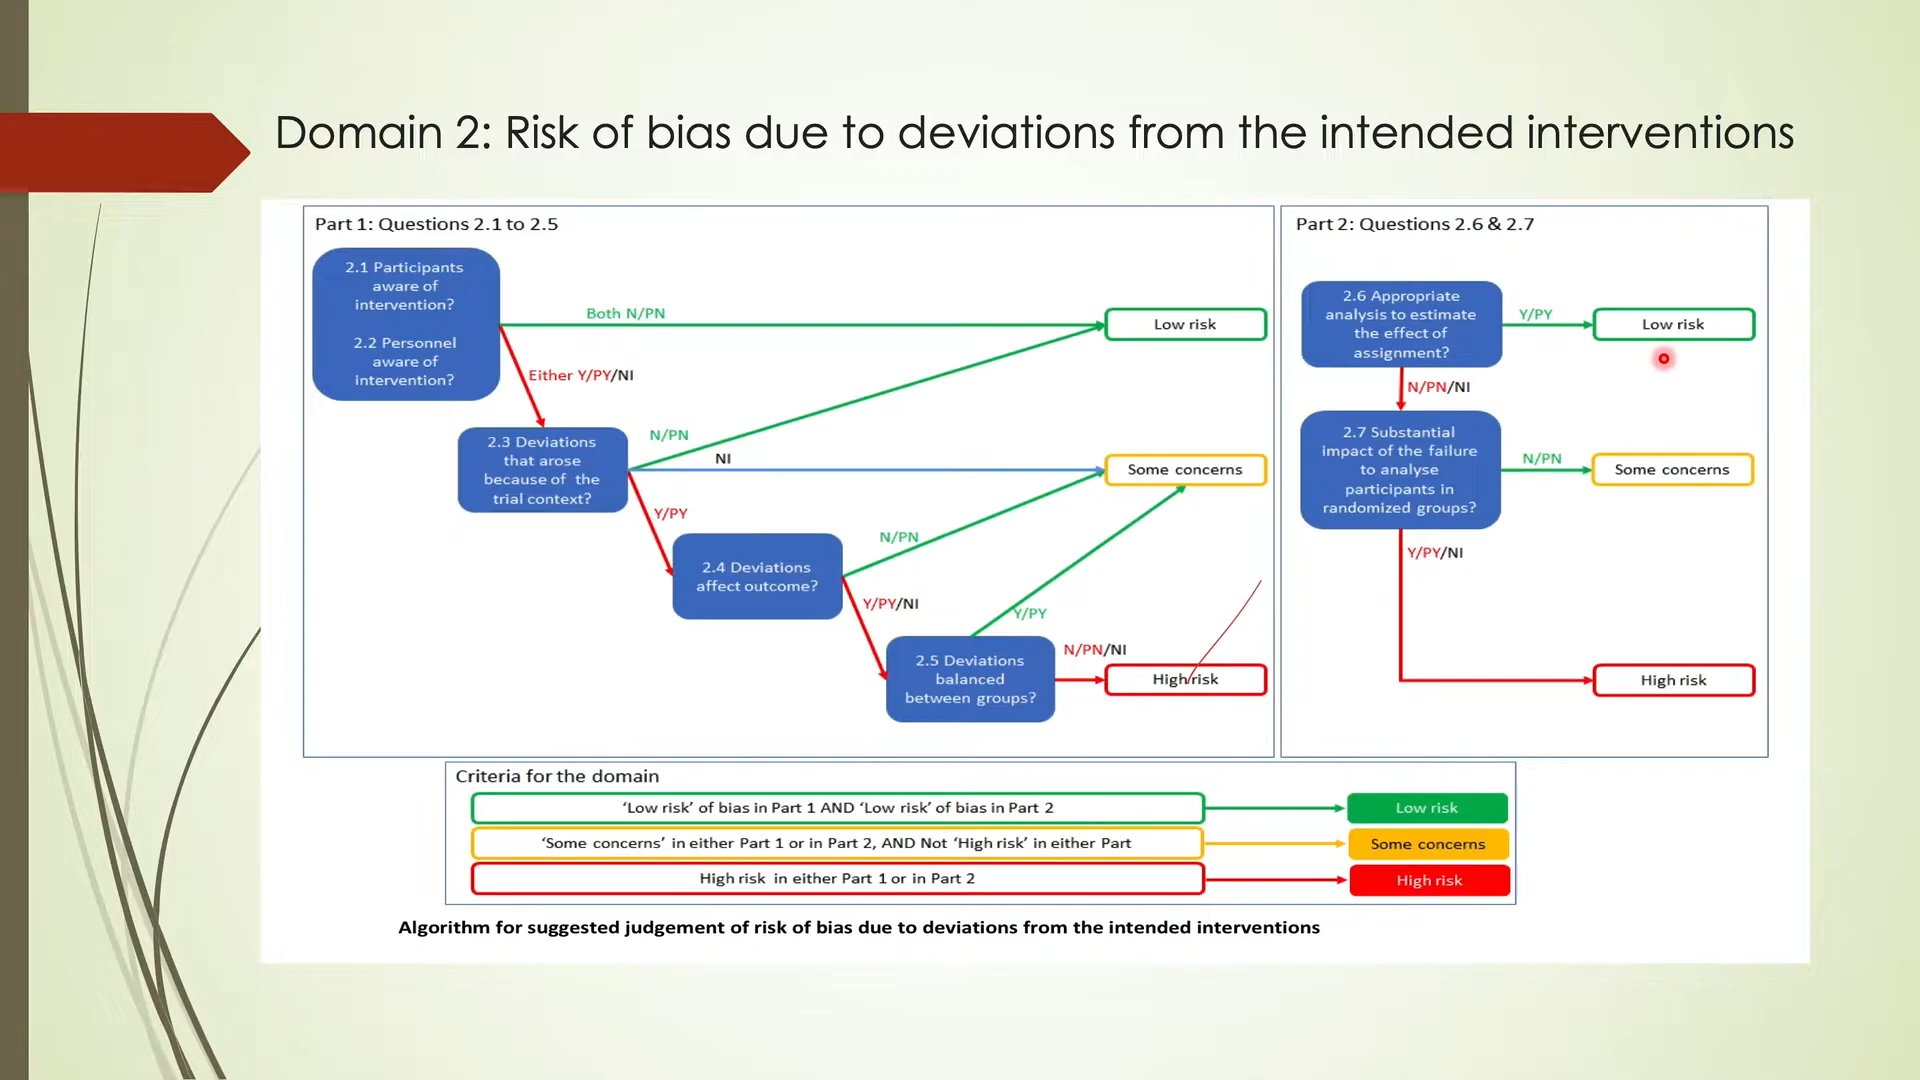 Domain 2: Risk of bias due to deviations from the intended interventions
Part 1: Questions 2.1 to 2.5
2.1 Participants
aware of
intervention?
2.2 Personnel
aware of
intervention?
Both N/PN
Low risk
Either Y/PY/NI
2.3 Deviations
that arose
because of the
trial context?
N/PN
NI
Some concerns
Y/PY
2.4 Deviations
affect outcome?
N/PN
Y/PY/NI
2.5 Deviations
balanced
between groups?
Y/PY
N/PN/NI
High risk
Part 2: Questions 2.6 & 2.7
2.6 Appropriate
analysis to estimate
the effect of
assignment?
Y/PY
Low risk
N/PN/NI
2.7 Substantial
impact of the failure
to analyse
participants in
randomized groups?
N/PN
Some concerns
Y/PY/NI
High risk
Criteria for the domain
‘Low risk’ of bias in Part 1 AND ‘Low risk’ of bias in Part 2
Low risk
‘Some concerns’ in either Part 1 or in Part 2, AND Not ‘High risk’ in either Part
Some concerns
High risk in either Part 1 or in Part 2
High risk
Algorithm for suggested judgement of risk of bias due to deviations from the intended interventions